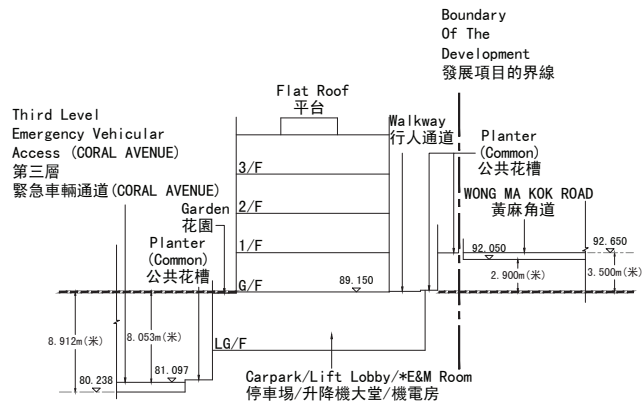 Boundary
Of The
Development
發展項目的界線
Flat Roof
平台
Walkway
行人通道
Planter
(Common)
公共花槽
Third Level
Emergency Vehicular
Access (CORAL AVENUE)
第三層
緊急車輛通道(CORAL AVENUE)
3/F
Garden
花園
2/F
WONG MA KOK ROAD
黃麻角道
Planter
(Common)
公共花槽
1/F
92.050
92.650
2.900m(米)
3.500m(米)
G/F
89.150
8.912m(米)
8.053m(米)
LG/F
81.097
80.238
Carpark/Lift Lobby/*E&M Room
停車場/升降機大堂/機電房